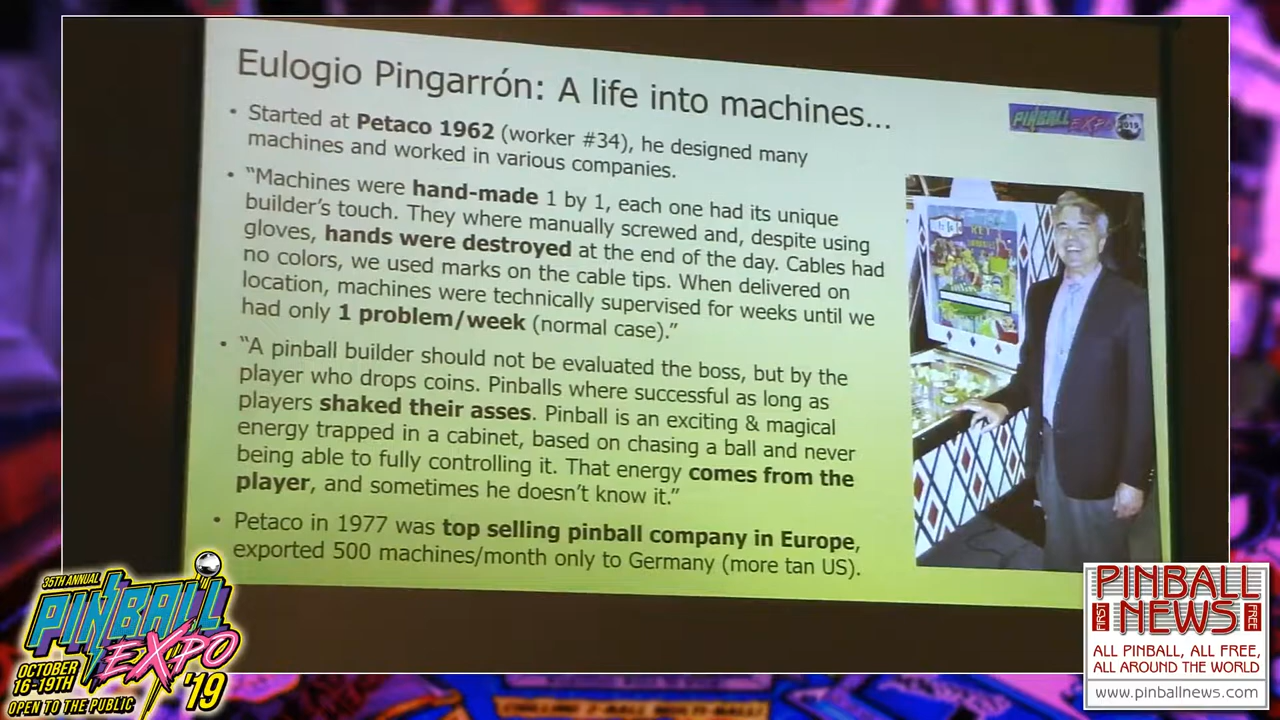 Eulogio Pingarrón: A life into machines...
• Started at Petaco 1962 (worker #34), he designed many
machines and worked in various companies.
• “Machines were hand-made 1 by 1, each one had its unique
builder's touch. They where manually screwed and, despite using
gloves, hands were destroyed at the end of the day. Cables had
no colors, we used marks on the cable tips. When delivered on
location, machines were technically supervised for weeks until we
had only 1 problem/week (normal case).”
• “A pinball builder should not be evaluated the boss, but by the
player who drops coins. Pinballs where successful as long as
players shaked their asses. Pinball is an exciting & magical
energy trapped in a cabinet, based on chasing a ball and never
being able to fully controlling it. That energy comes from the
player, and sometimes he doesn't know it.”
• Petaco in 1977 was top selling pinball company in Europe,
exported 500 machines/month only to Germany (more tan US).
PINBALL
EXPO 2019
35TH ANNUAL
PINBALL
EXPO
OCTOBER
16-19TH
'19
OPEN TO THE PUBLIC
PINBALL
FIRST NEWS FREE
ALL PINBALL, ALL FREE,
ALL AROUND THE WORLD
www.pinballnews.com